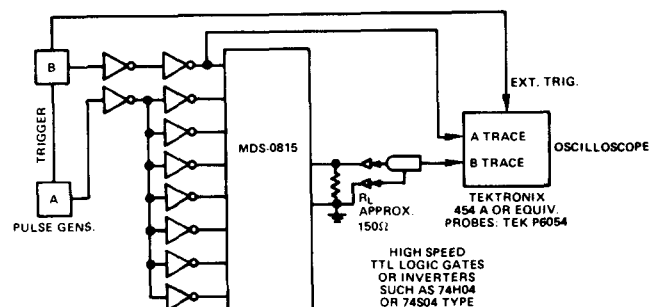 B
EXT. TRIG.
TRIGGER
A TRACE
MDS-0815
OSCILLOSCOPE
B TRACE
A
RL
APPROX.
150Ω
TEKTRONIX
454 A OR EQUIV.
PROBES: TEK P6054
PULSE GENS.
HIGH SPEED
TTL LOGIC GATES
OR INVERTERS
SUCH AS 74H04
OR 74S04 TYPE